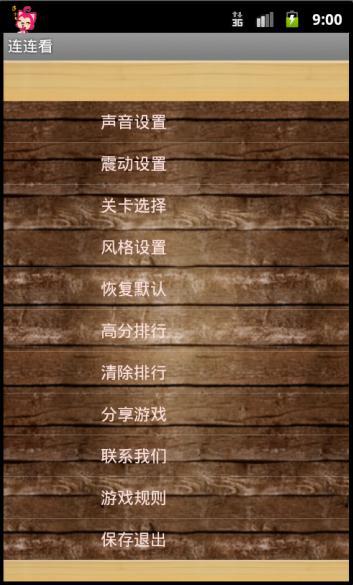 3G
9:00
连连看
声音设置
震动设置
关卡选择
风格设置
恢复默认
高分排行
清除排行
分享游戏
联系我们
游戏规则
保存退出